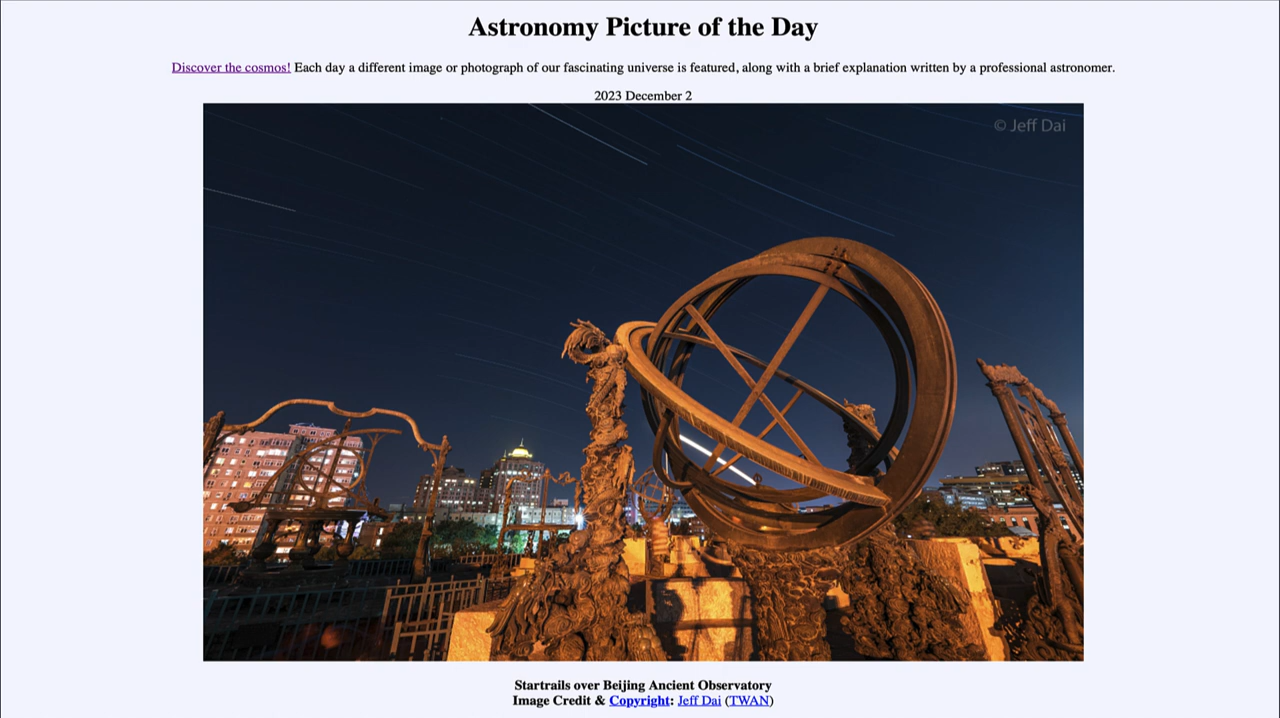 Astronomy Picture of the Day
Discover the cosmos! Each day a different image or photograph of our fascinating universe is featured, along with a brief explanation written by a professional astronomer.
2023 December 2
© Jeff Dai
Startrails over Beijing Ancient Observatory
Image Credit & Copyright: Jeff Dai (TWAN)